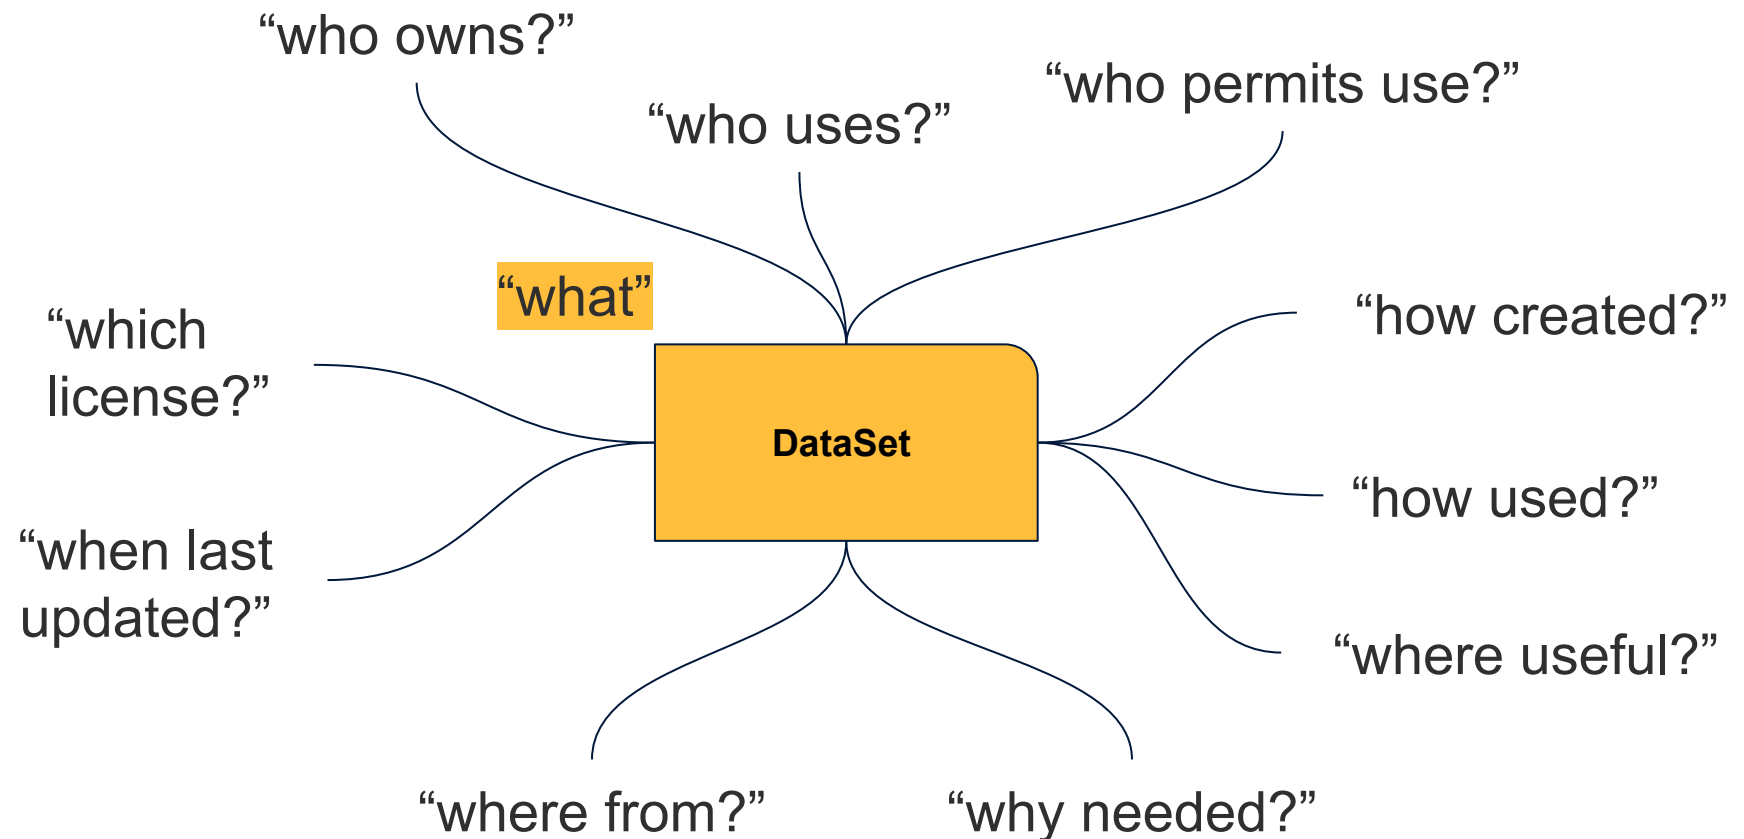 “who owns?”
“who permits use?”
“who uses?”
“what”
“which
license?”
“how created?”
DataSet
“how used?”
“when last
updated?”
“where useful?”
“where from?”
“why needed?”